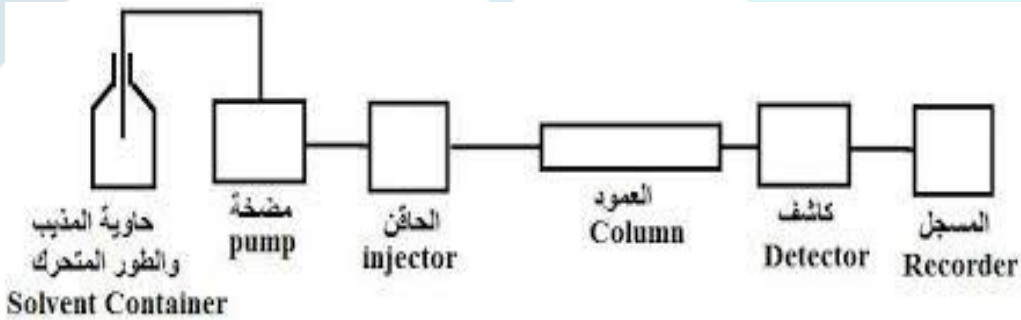 حاوية المذيب
والطور المتحرك
Solvent Container
مضخة
pump
الحاقن
injector
العمود
Column
كاشف
Detector
المسجل
Recorder